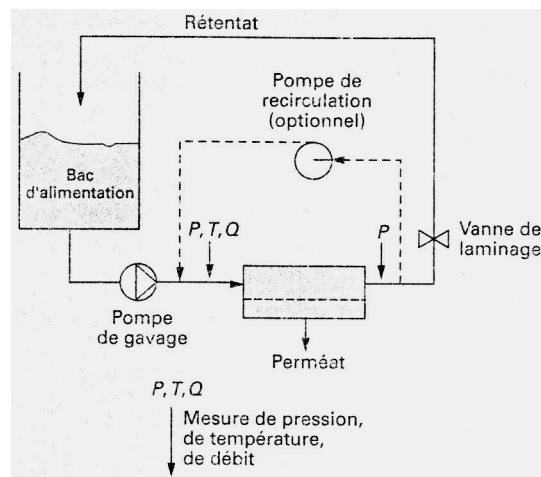 Rétentat
Pompe de
recirculation
(optionnel)
Bac
d'alimentation
P, T, Q
P
Vanne de
laminage
Pompe
de gavage
Perméat
P, T, Q
Mesure de pression,
de température,
de débit